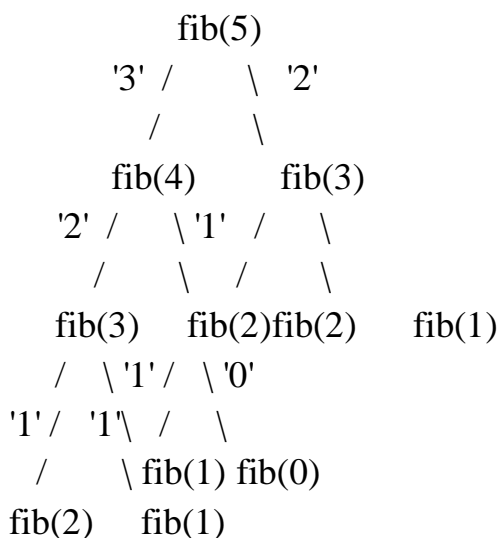 fib(5)
'3' / \ '2'
/ \
fib(4) fib(3)
'2' / \ '1' / \
/ \ / \
fib(3) fib(2)fib(2) fib(1)
/ \ '1' / \ '0'
'1' / '1'\ / \
/ \ fib(1) fib(0)
fib(2) fib(1)